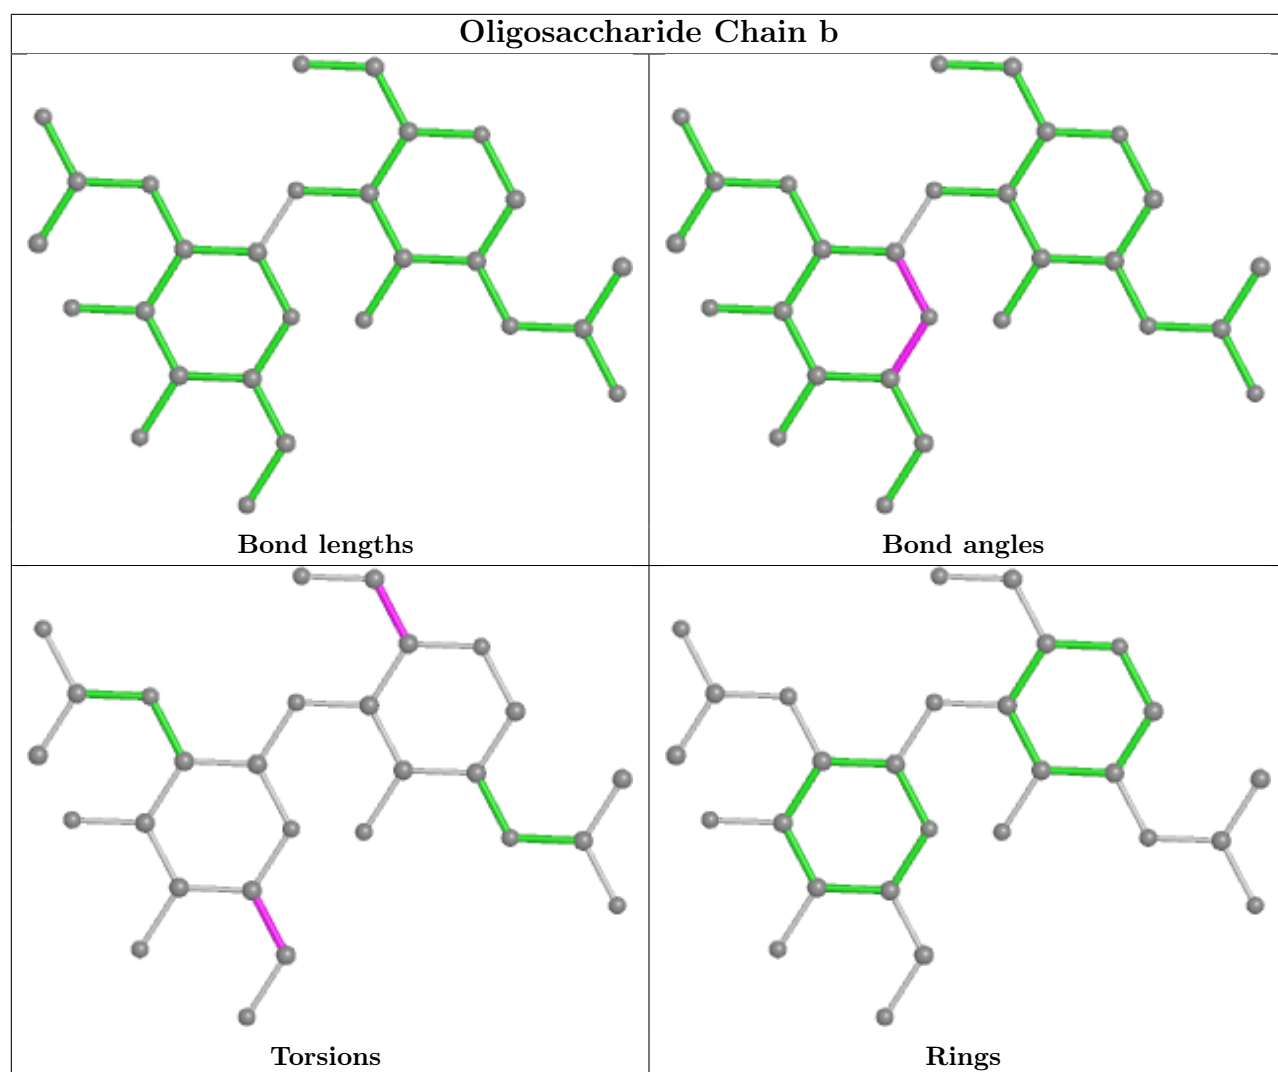 Oligosaccharide Chain b
Bond lengths
Bond angles
Torsions
Rings